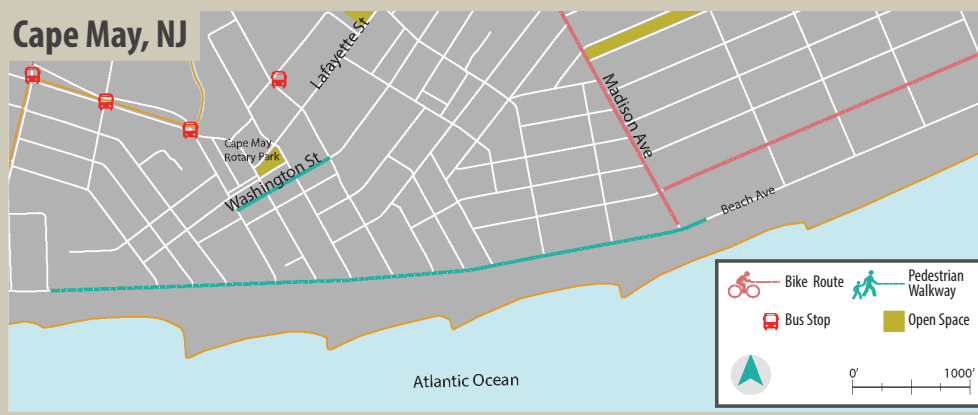 Cape May, NJ
Lafayette St
Madison Ave
Cape May
Rotary Park
Washington St
Beach Ave
Bike Route
Pedestrian
Walkway
Bus Stop
Open Space
0' 1000'
Atlantic Ocean